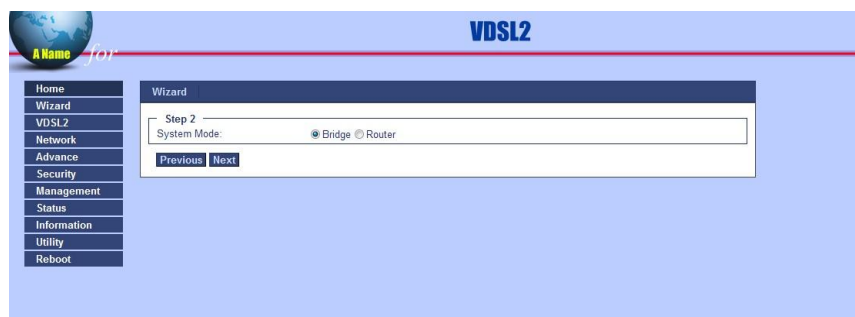 VDSL2
A Name for
Home
Wizard
VDSL2
Network
Advance
Security
Management
Status
Information
Utility
Reboot
Wizard
Step 2
System Mode: Bridge Router
Previous Next